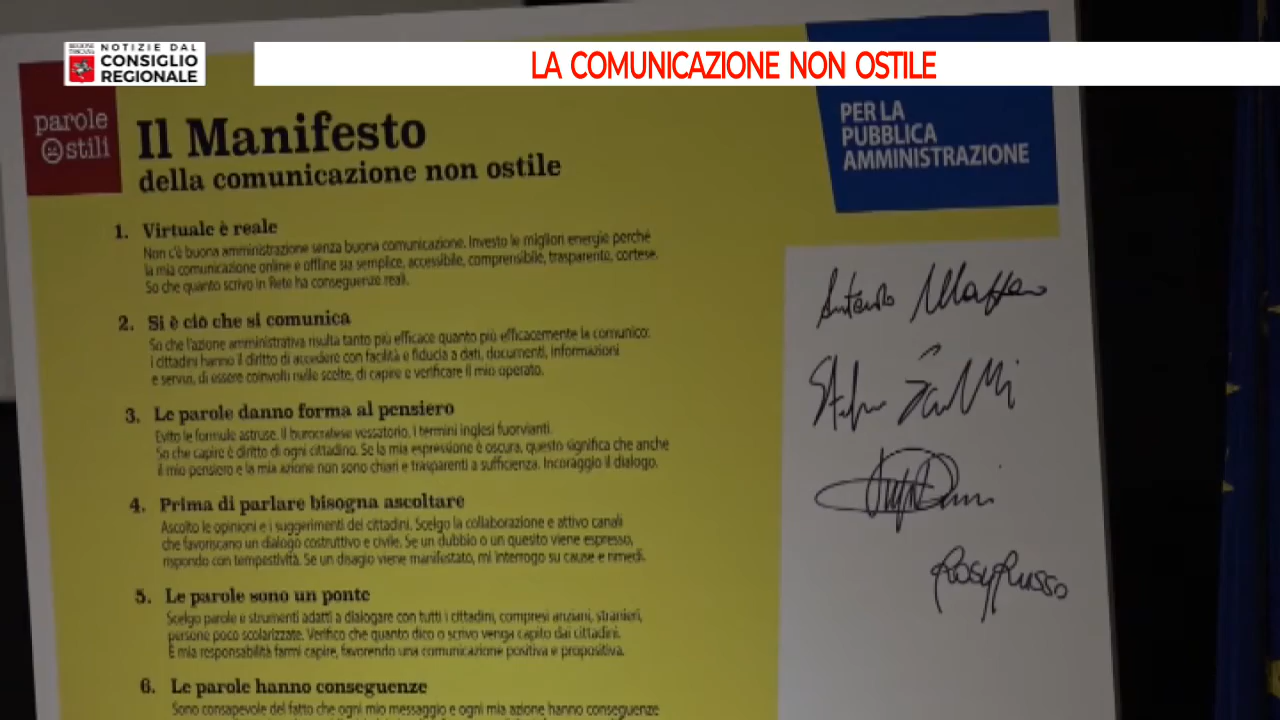 REGIONE
TOSCANA
NOTIZIE DAL
CONSIGLIO
REGIONALE
LA COMUNICAZIONE NON OSTILE
parole
ostili
Il Manifesto
della comunicazione non ostile
PER LA
PUBBLICA
AMMINISTRAZIONE
1. Virtuale è reale
Non c'è buona amministrazione senza buona comunicazione. Investo le migliori energie perché
la mia comunicazione online e offline sia semplice, accessibile, comprensibile, trasparente, cortese.
So che quanto scrivo in Rete ha conseguenze reali.
2. Si è ciò che si comunica
So che l'azione amministrativa risulta tanto più efficace quanto più efficacemente la comunico:
i cittadini hanno il diritto di accedere con facilità e fiducia a dati, documenti, informazioni
e servizi, di essere coinvolti nelle scelte, di capire e verificare il mio operato.
3. Le parole danno forma al pensiero
Evito le formule astruse, il burocratese vessatorio, i termini inglesi fuorvianti.
So che capire è diritto di ogni cittadino. Se la mia espressione è oscura, questo significa che anche
il mio pensiero e la mia azione non sono chiari e trasparenti a sufficienza. Incoraggio il dialogo.
4. Prima di parlare bisogna ascoltare
Ascolto le opinioni e i suggerimenti dei cittadini. Scelgo la collaborazione e attivo canali
che favoriscano un dialogo costruttivo e civile. Se un dubbio o un quesito viene espresso,
rispondo con tempestività. Se un disagio viene manifestato, mi interrogo su cause e rimedi.
5. Le parole sono un ponte
Scelgo parole e strumenti adatti a dialogare con tutti i cittadini, compresi anziani, stranieri,
persone poco scolarizzate. Verifico che quanto dico o scrivo venga capito dai cittadini.
È mia responsabilità farmi capire, favorendo una comunicazione positiva e propositiva.
6. Le parole hanno conseguenze
Sono consapevole del fatto che ogni mio messaggio e ogni mia azione hanno conseguenze
Antonio Mazzeo
Rosy Russo